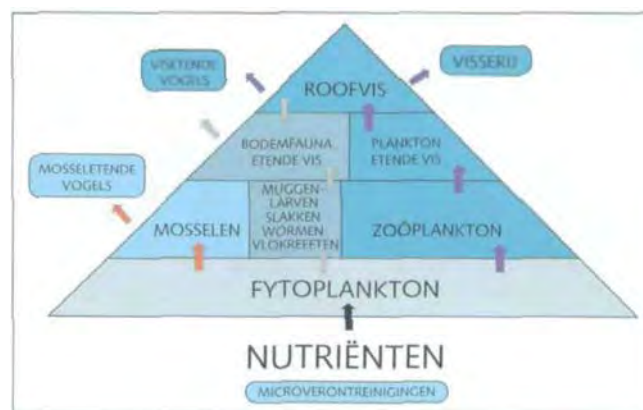 VISETENDE
VOGELS
VISSERIJ
ROOFVIS
BODEMFAUNA
ETENDE VIS
PLANKTON
ETENDE VIS
MOSSELETENDE
VOGELS
MOSSELEN
MUGGEN-
LARVEN
SLAKKEN
WORMEN
VLOKREEFTEN
ZOÖPLANKTON
FYTOPLANKTON
NUTRIËNTEN
MICROVERONTREINIGINGEN